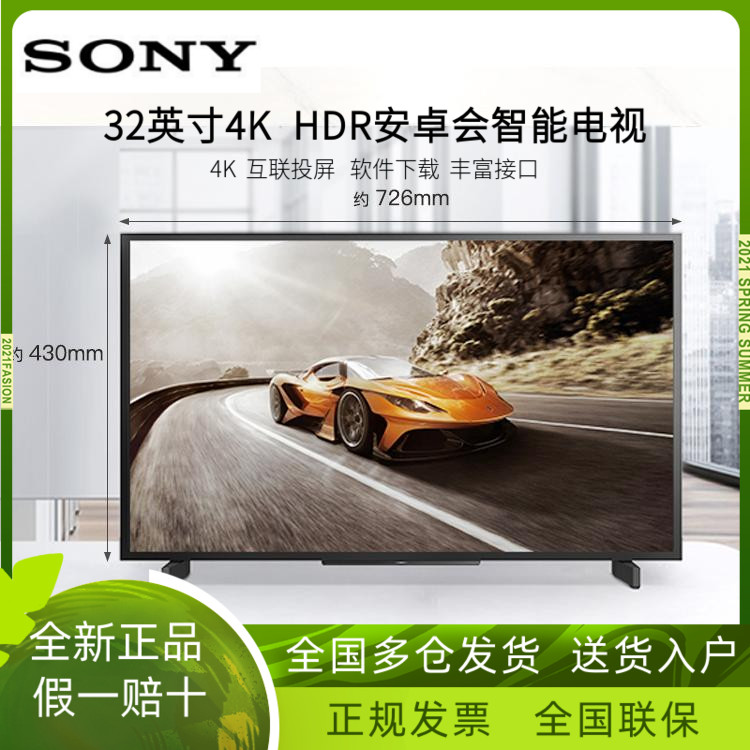 SONY
32英寸4K HDR安卓会智能电视
4K 互联投屏 软件下载 丰富接口
约 726mm
约 430mm
2021FASION
2021 SPRING SUMMER
全新正品
假一赔十
全国多仓发货 送货入户
正规发票 全国联保